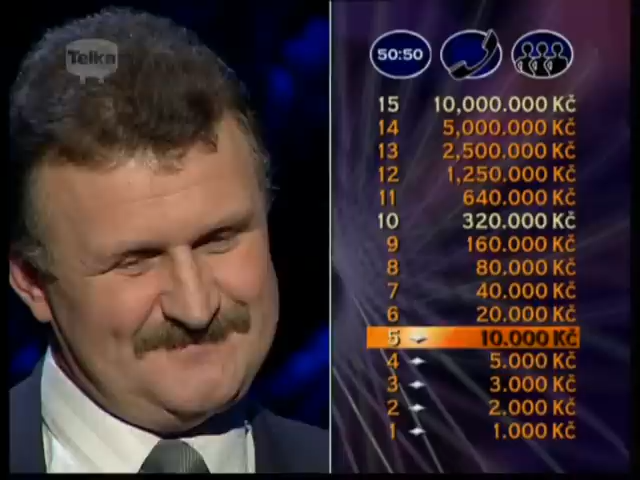 Telka
50:50
15 10,000.000 Kč
14 5,000.000 Kč
13 2,500.000 Kč
12 1,250.000 Kč
11 640.000 Kč
10 320.000 Kč
9 160.000 Kč
8 80.000 Kč
7 40.000 Kč
6 20.000 Kč
5 10.000 Kč
4 5.000 Kč
3 3.000 Kč
2 2.000 Kč
1 1.000 Kč